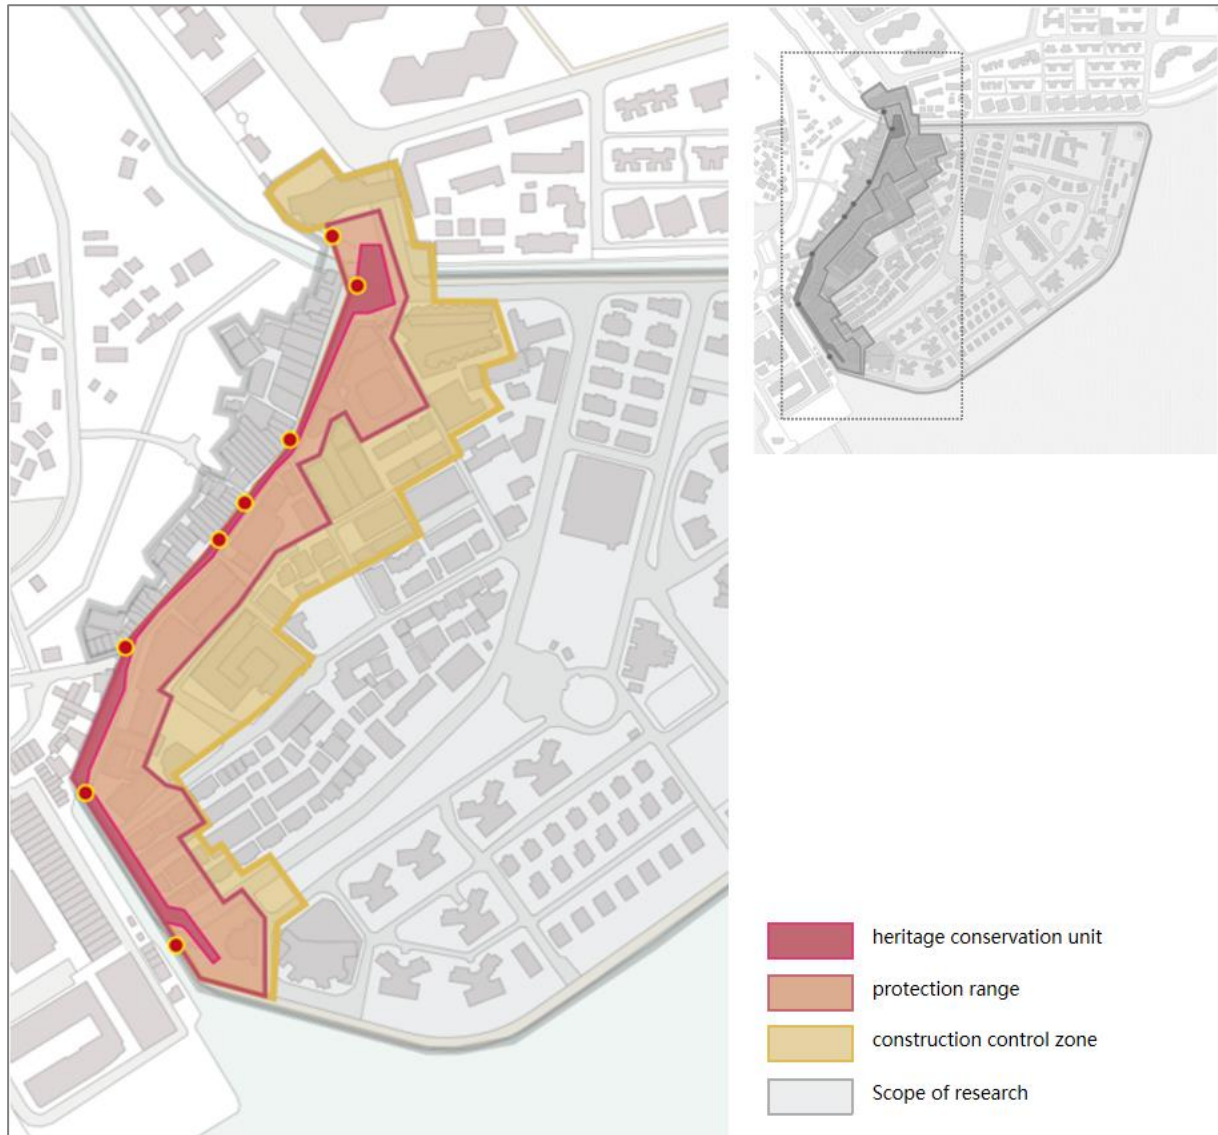 heritage conservation unit
protection range
construction control zone
Scope of research